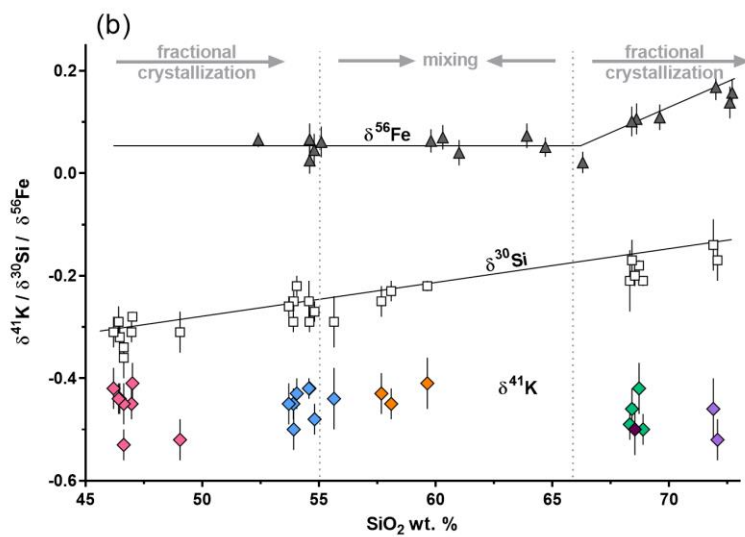 (b)
fractional
crystallization
mixing
fractional
crystallization
0.2
0.0
-0.2
-0.4
-0.6
δ⁴¹K / δ³⁰Si / δ⁵⁶Fe
δ⁵⁶Fe
δ³⁰Si
δ⁴¹K
45
50
55
60
65
70
SiO₂ wt. %